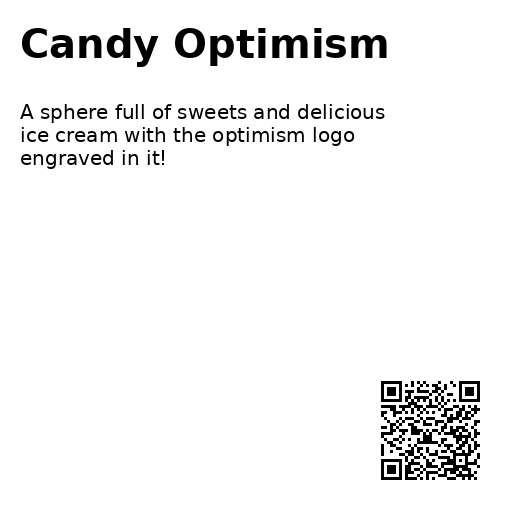 Candy Optimism
A sphere full of sweets and delicious
ice cream with the optimism logo
engraved in it!